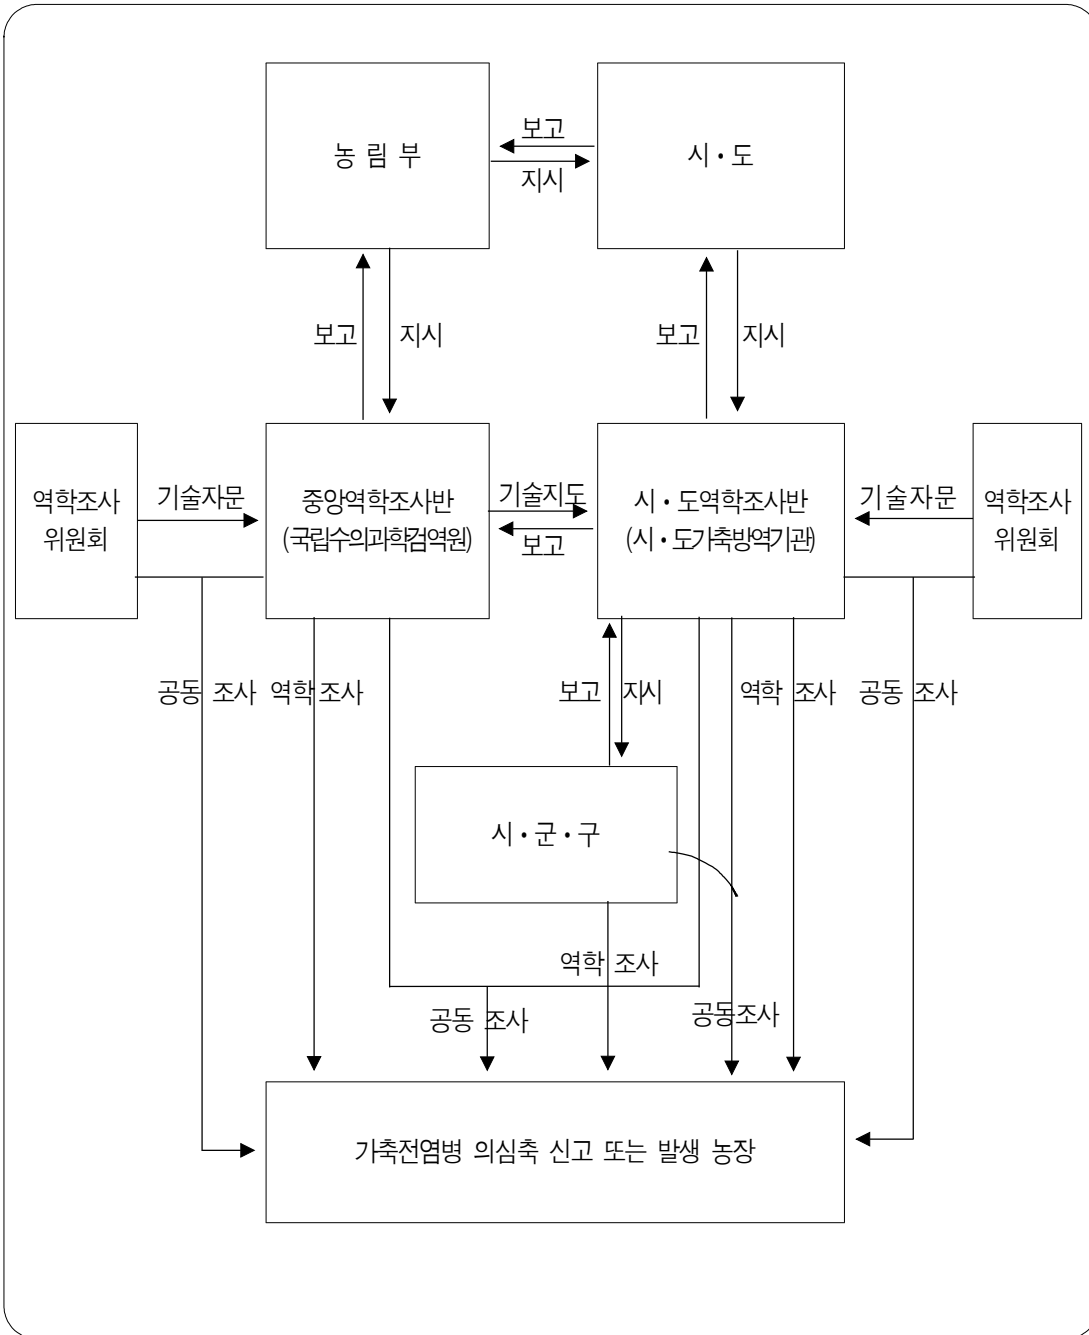 농 림 부
보고
지시
시・도
보고
지시
보고
지시
역학조사
위원회
기술자문
중앙역학조사반
(국립수의과학검역원)
기술지도
보고
시・도역학조사반
(시・도가축방역기관)
기술자문
역학조사
위원회
공동 조사
역학 조사
보고
지시
역학 조사
공동 조사
시・군・구
역학 조사
공동 조사
공동조사
가축전염병 의심축 신고 또는 발생 농장